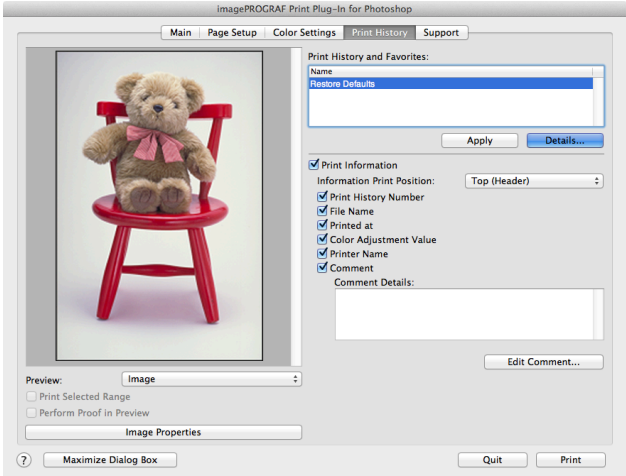 imagePROGRAF Print Plug-In for Photoshop
Main Page Setup Color Settings Print History Support
Print History and Favorites:
Name
Restore Defaults
Apply Details...
Print Information
Information Print Position: Top (Header)
Print History Number
File Name
Printed at
Color Adjustment Value
Printer Name
Comment
Comment Details:
Edit Comment...
Preview: Image
Print Selected Range
Perform Proof in Preview
Image Properties
? Maximize Dialog Box Quit Print